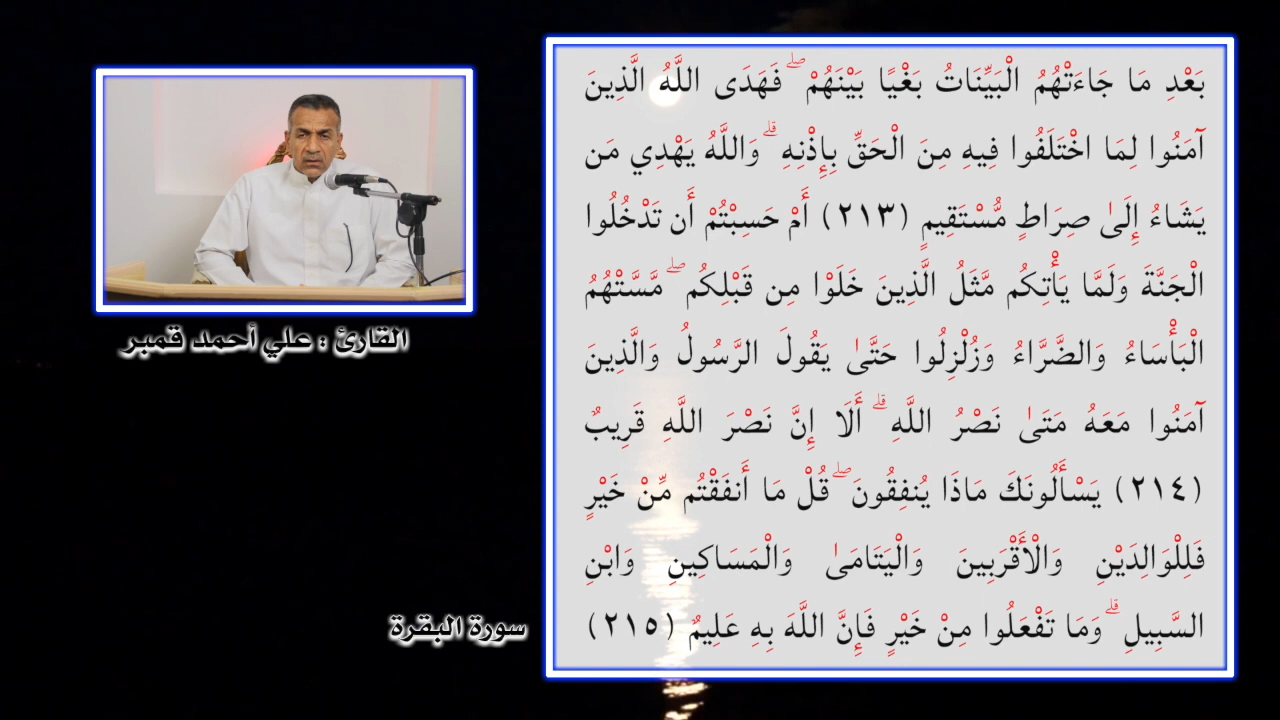 بَعْدِ مَا جَاءَتْهُمُ الْبَيِّنَاتُ بَغْيًا بَيْنَهُمْ ۖ فَهَدَى اللَّهُ الَّذِينَ
آمَنُوا لِمَا اخْتَلَفُوا فِيهِ مِنَ الْحَقِّ بِإِذْنِهِ ۗ وَاللَّهُ يَهْدِي مَن
يَشَاءُ إِلَىٰ صِرَاطٍ مُّسْتَقِيمٍ (٢١٣) أَمْ حَسِبْتُمْ أَن تَدْخُلُوا
الْجَنَّةَ وَلَمَّا يَأْتِكُم مَّثَلُ الَّذِينَ خَلَوْا مِن قَبْلِكُم ۖ مَّسَّتْهُمُ
الْبَأْسَاءُ وَالضَّرَّاءُ وَزُلْزِلُوا حَتَّىٰ يَقُولَ الرَّسُولُ وَالَّذِينَ
آمَنُوا مَعَهُ مَتَىٰ نَصْرُ اللَّهِ ۗ أَلَا إِنَّ نَصْرَ اللَّهِ قَرِيبٌ
(٢١٤) يَسْأَلُونَكَ مَاذَا يُنفِقُونَ ۖ قُلْ مَا أَنفَقْتُم مِّنْ خَيْرٍ
فَلِلْوَالِدَيْنِ وَالْأَقْرَبِينَ وَالْيَتَامَىٰ وَالْمَسَاكِينِ وَابْنِ
السَّبِيلِ ۗ وَمَا تَفْعَلُوا مِنْ خَيْرٍ فَإِنَّ اللَّهَ بِهِ عَلِيمٌ (٢١٥)
القارئ : علي أحمد قمبر
سورة البقرة